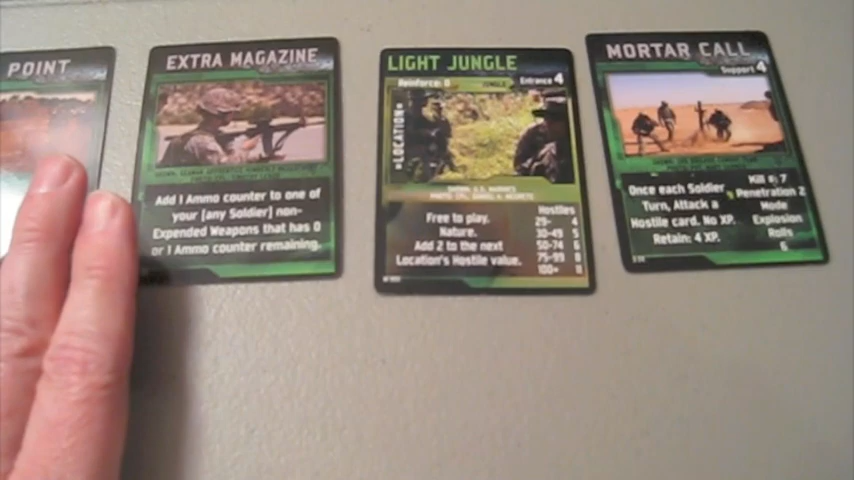 POINT
EXTRA MAGAZINE
Add 1 Ammo counter to one of
your [any Soldier] non-
Expended Weapons that has 0
or 1 Ammo counter remaining.
LIGHT JUNGLE
Reinforce: 0
JUNGLE
Entrance 4
•LOCATION•
Hostiles
Free to play.
29- 4
Nature.
30-49 5
Add 2 to the next
50-74 6
Location's Hostile value.
75-99 8
100+ 11
MORTAR CALL
Support 4
Once each Soldier
Turn, Attack a
Hostile card. No XP.
Retain: 4 XP.
Kill 6: 7
Penetration 2
Mode
Explosion
Rolls
6